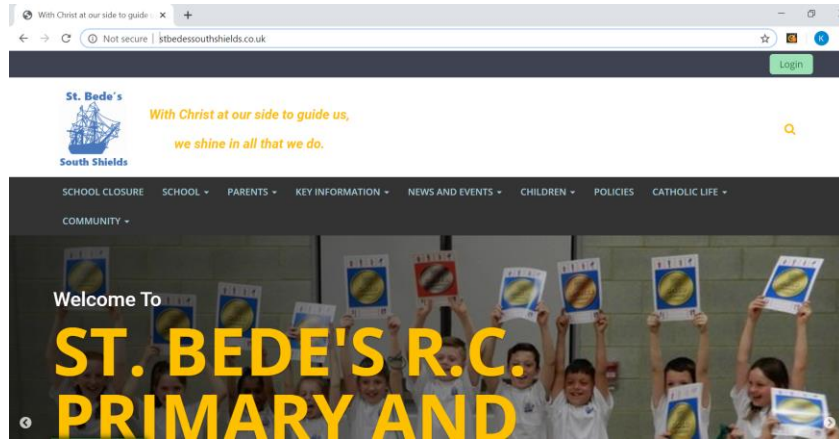 With Christ at our side to guide
Not secure | stbedessouthshields.co.uk
K
Login
St. Bede's
South Shields
With Christ at our side to guide us,
we shine in all that we do.
SCHOOL CLOSURE SCHOOL PARENTS KEY INFORMATION NEWS AND EVENTS CHILDREN POLICIES CATHOLIC LIFE
COMMUNITY
Welcome To
ST. BEDE'S R.C.
PRIMARY AND